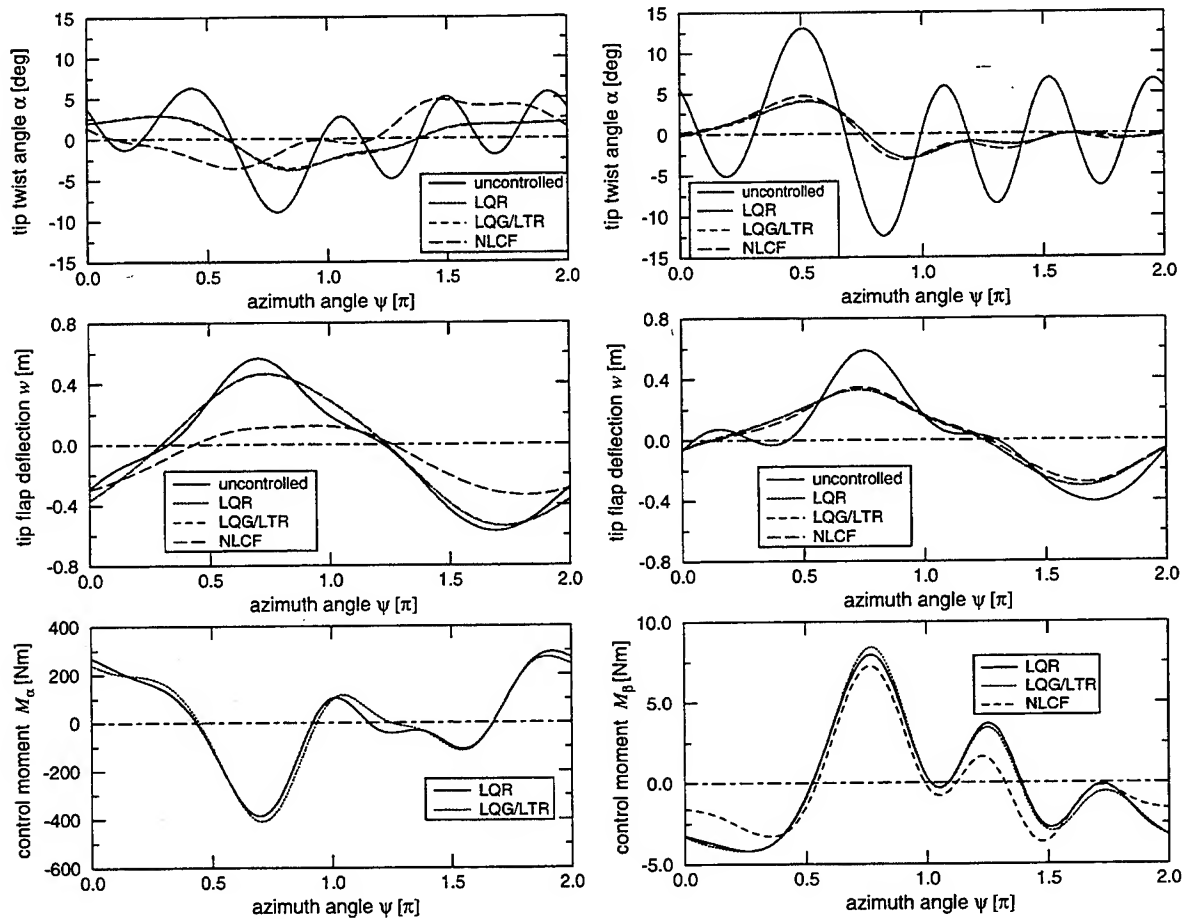 tip twist angle α [deg]
15
10
5
0
-5
-10
-15
uncontrolled
LQR
LQG/LTR
NLCF
0.0
0.5
1.0
1.5
2.0
azimuth angle ψ [π]
tip twist angle α [deg]
15
10
5
0
-5
-10
-15
uncontrolled
LQR
LQG/LTR
NLCF
0.0
0.5
1.0
1.5
2.0
azimuth angle ψ [π]
tip flap deflection w [m]
0.8
0.4
0.0
-0.4
-0.8
uncontrolled
LQR
LQG/LTR
NLCF
0.0
0.5
1.0
1.5
2.0
azimuth angle ψ [π]
tip flap deflection w [m]
0.8
0.4
0.0
-0.4
-0.8
uncontrolled
LQR
LQG/LTR
NLCF
0.0
0.5
1.0
1.5
2.0
azimuth angle ψ [π]
control moment Mα [Nm]
400
200
0
-200
-400
-600
LQR
LQG/LTR
0.0
0.5
1.0
1.5
2.0
azimuth angle ψ [π]
control moment Mβ [Nm]
10.0
5.0
0.0
-5.0
LQR
LQG/LTR
NLCF
0.0
0.5
1.0
1.5
2.0
azimuth angle ψ [π]